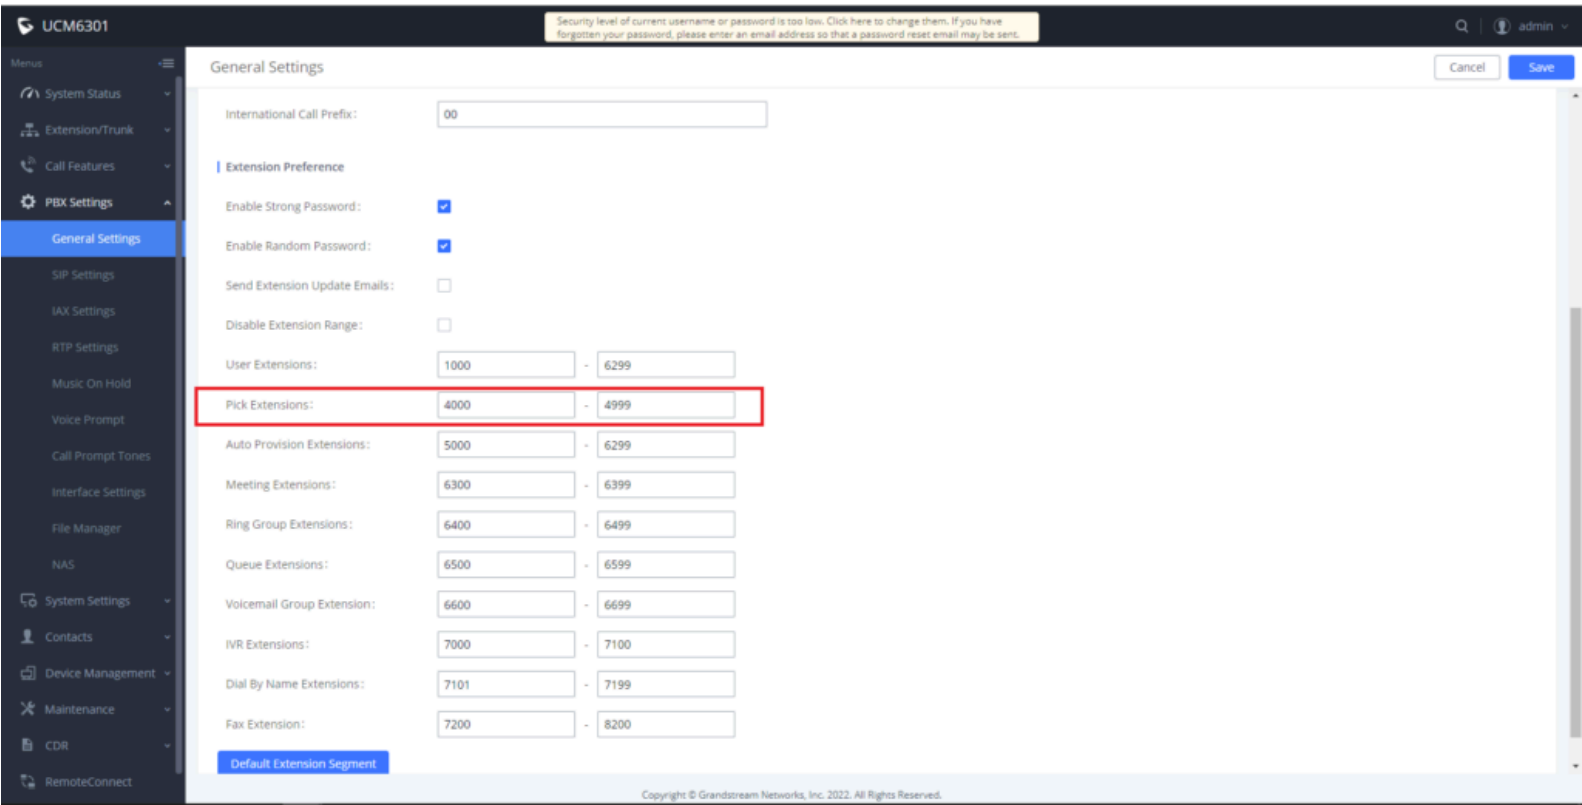 UCM6301
Security level of current username or password is too low. Click here to change them. If you have
forgotten your password, please enter an email address so that a password reset email may be sent.
admin
Menus
General Settings
Cancel
Save
System Status
Extension/Trunk
Call Features
PBX Settings
General Settings
SIP Settings
IAX Settings
RTP Settings
Music On Hold
Voice Prompt
Call Prompt Tones
Interface Settings
File Manager
NAS
System Settings
Contacts
Device Management
Maintenance
CDR
RemoteConnect
International Call Prefix: 00
Extension Preference
Enable Strong Password:
Enable Random Password:
Send Extension Update Emails:
Disable Extension Range:
User Extensions: 1000 - 6299
Pick Extensions: 4000 - 4999
Auto Provision Extensions: 5000 - 6299
Meeting Extensions: 6300 - 6399
Ring Group Extensions: 6400 - 6499
Queue Extensions: 6500 - 6599
Voicemail Group Extension: 6600 - 6699
IVR Extensions: 7000 - 7100
Dial By Name Extensions: 7101 - 7199
Fax Extension: 7200 - 8200
Default Extension Segment
Copyright © Grandstream Networks, Inc. 2022. All Rights Reserved.